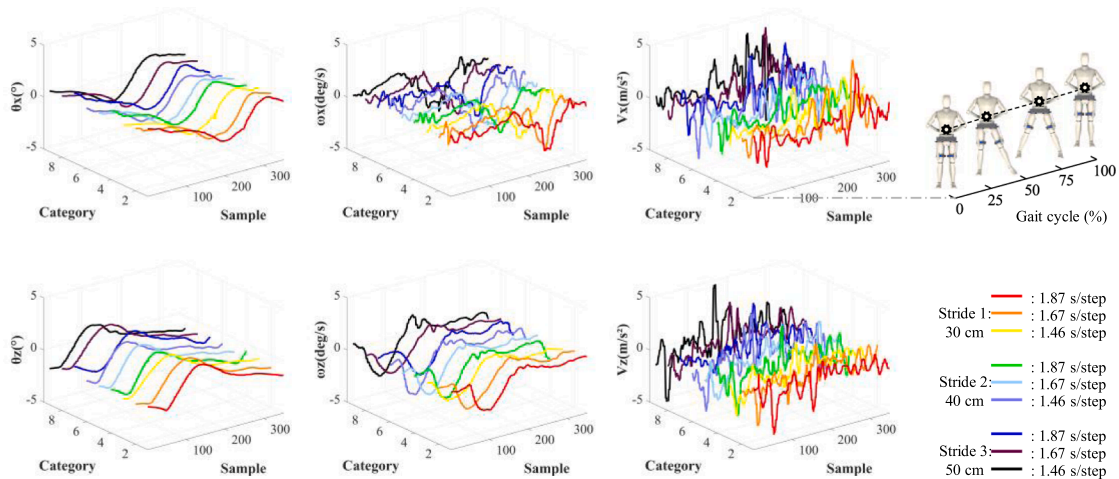 5
0
-5
θx(°)
8
6
4
2
Category
100
200
300
Sample
5
0
-5
ωx(deg/s)
8
6
4
2
Category
100
200
300
Sample
5
0
-5
Vx(m/s²)
8
6
4
2
Category
100
200
300
Sample
0
25
50
75
100
Gait cycle (%)
5
0
-5
θz(°)
8
6
4
2
Category
100
200
300
Sample
5
0
-5
ωz(deg/s)
8
6
4
2
Category
100
200
300
Sample
5
0
-5
Vz(m/s²)
8
6
4
2
Category
100
200
300
Sample
: 1.87 s/step
Stride 1: : 1.67 s/step
30 cm : 1.46 s/step
: 1.87 s/step
Stride 2: : 1.67 s/step
40 cm : 1.46 s/step
: 1.87 s/step
Stride 3: : 1.67 s/step
50 cm : 1.46 s/step